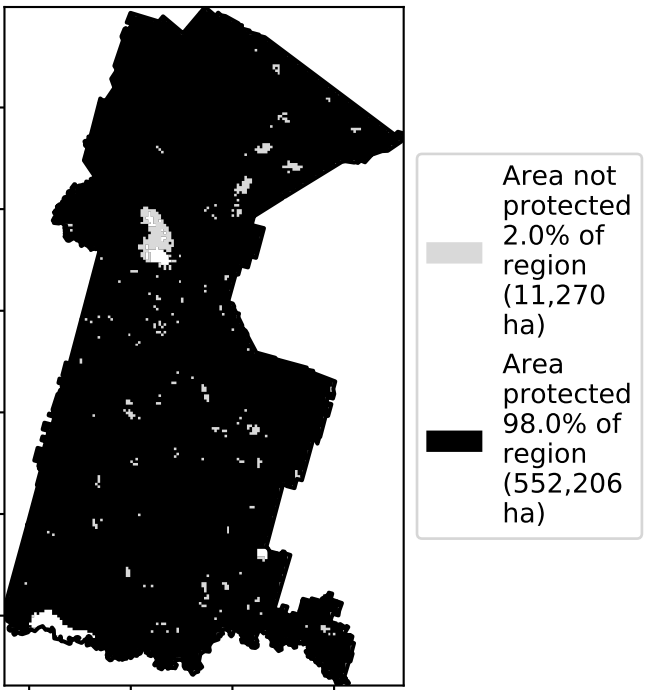 Area not
protected
2.0% of
region
(11,270
ha)
Area
protected
98.0% of
region
(552,206
ha)